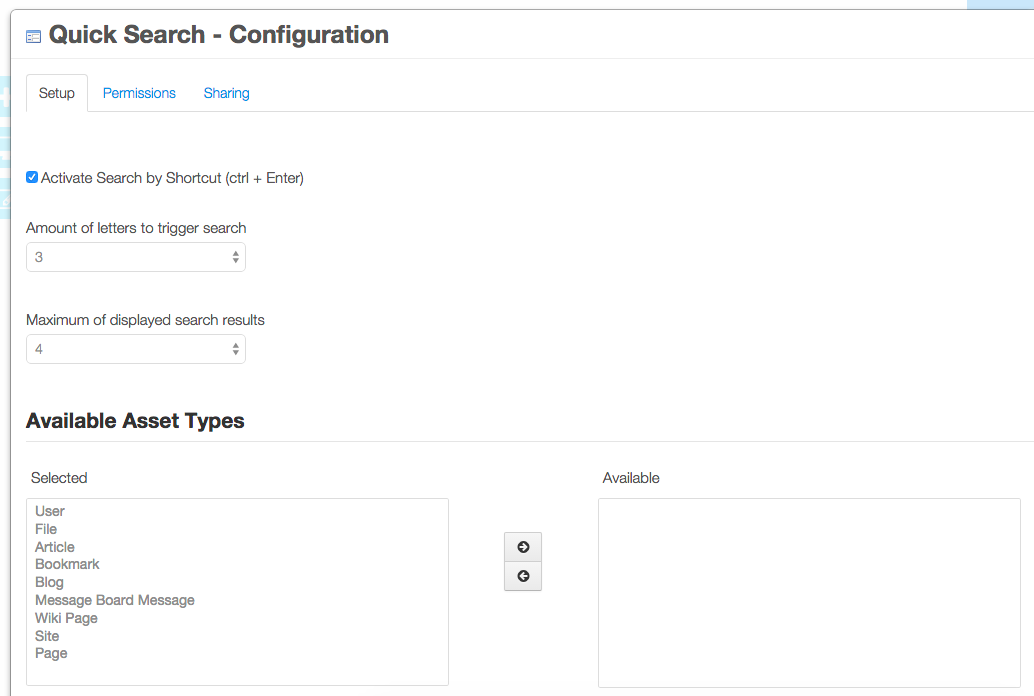 Quick Search - Configuration
Setup Permissions Sharing
Activate Search by Shortcut (ctrl + Enter)
Amount of letters to trigger search
3
Maximum of displayed search results
4
Available Asset Types
Selected Available
User
File
Article
Bookmark
Blog
Message Board Message
Wiki Page
Site
Page